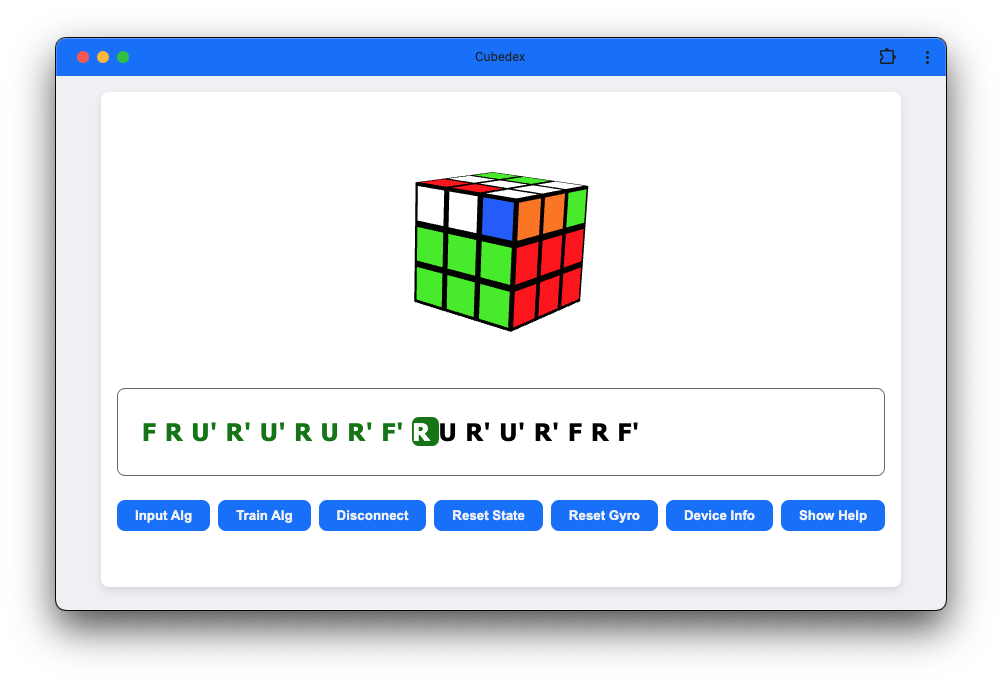 Cubedex
F R U' R' U' R U R' F' R U R' U' R' F R F'
Input Alg
Train Alg
Disconnect
Reset State
Reset Gyro
Device Info
Show Help